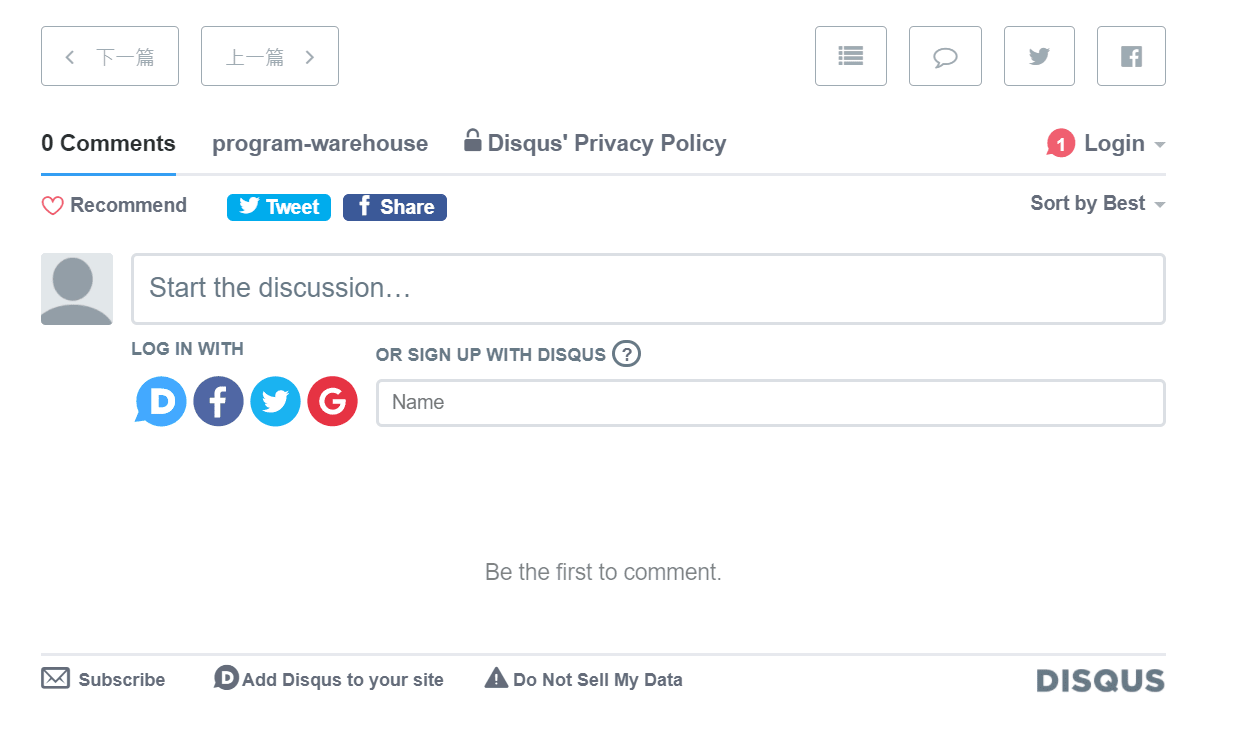 下一篇 上一篇
0 Comments program-warehouse Disqus' Privacy Policy 1 Login
Recommend Tweet Share Sort by Best
Start the discussion…
LOG IN WITH OR SIGN UP WITH DISQUS ?
D f G Name
Be the first to comment.
Subscribe D Add Disqus to your site Do Not Sell My Data DISQUS